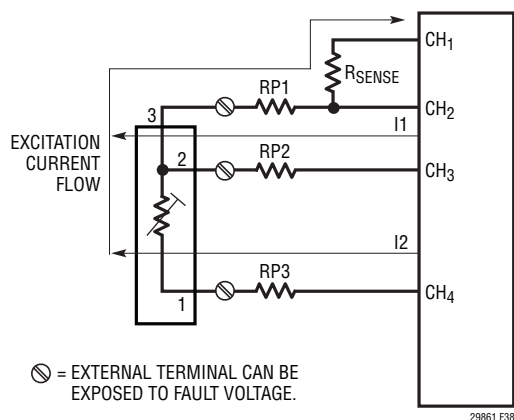 CH1
RSENSE
RP1
CH2
3
I1
EXCITATION
CURRENT
FLOW
2
RP2
CH3
I2
RP3
1
CH4
= EXTERNAL TERMINAL CAN BE
EXPOSED TO FAULT VOLTAGE.
29861 F38